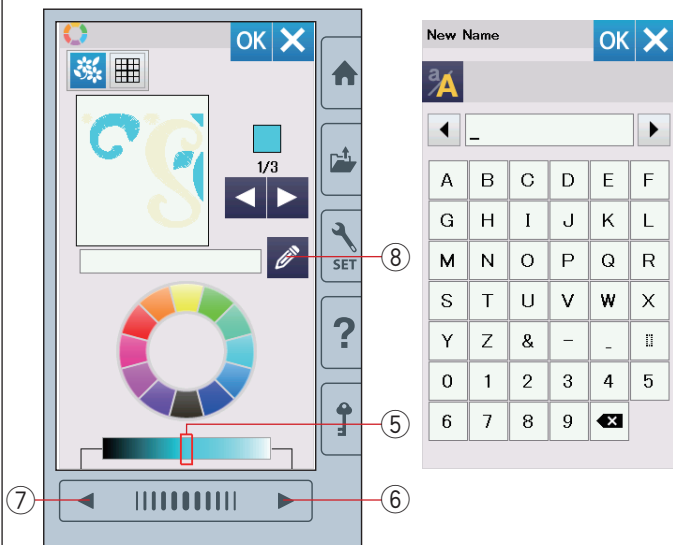 OK
1/3
SET
?
⑧
⑤
⑦
⑥
New Name
OK
a/A
_
A B C D E F
G H I J K L
M N O P Q R
S T U V W X
Y Z & - _
0 1 2 3 4 5
6 7 8 9